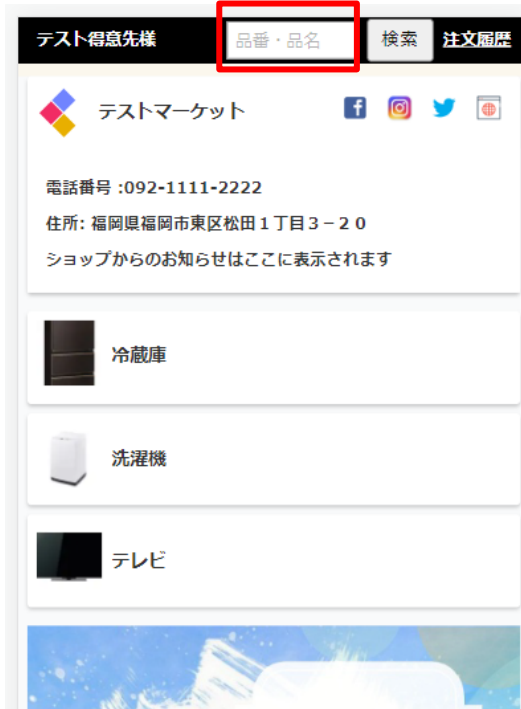 テスト得意先様 品番・品名 検索 注文履歴
テストマーケット
電話番号 :092-1111-2222
住所: 福岡県福岡市東区松田１丁目３−２０
ショップからのお知らせはここに表示されます
冷蔵庫
洗濯機
テレビ